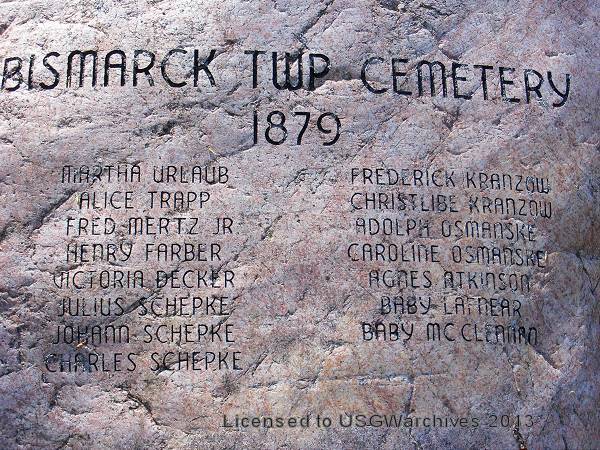 BISMARCK TWP CEMETERY
1879
MARTHA URLAUB
ALICE TRAPP
FRED MERTZ JR
HENRY FARBER
VICTORIA DECKER
JULIUS SCHEPKE
JOHANN SCHEPKE
CHARLES SCHEPKE
FREDERICK KRANZOW
CHRISTLIBE KRANZOW
ADOLPH OSMANSKE
CAROLINE OSMANSKE
AGNES ATKINSON
BABY LAFNEAR
BABY
Licensed to USGWarchives 2013